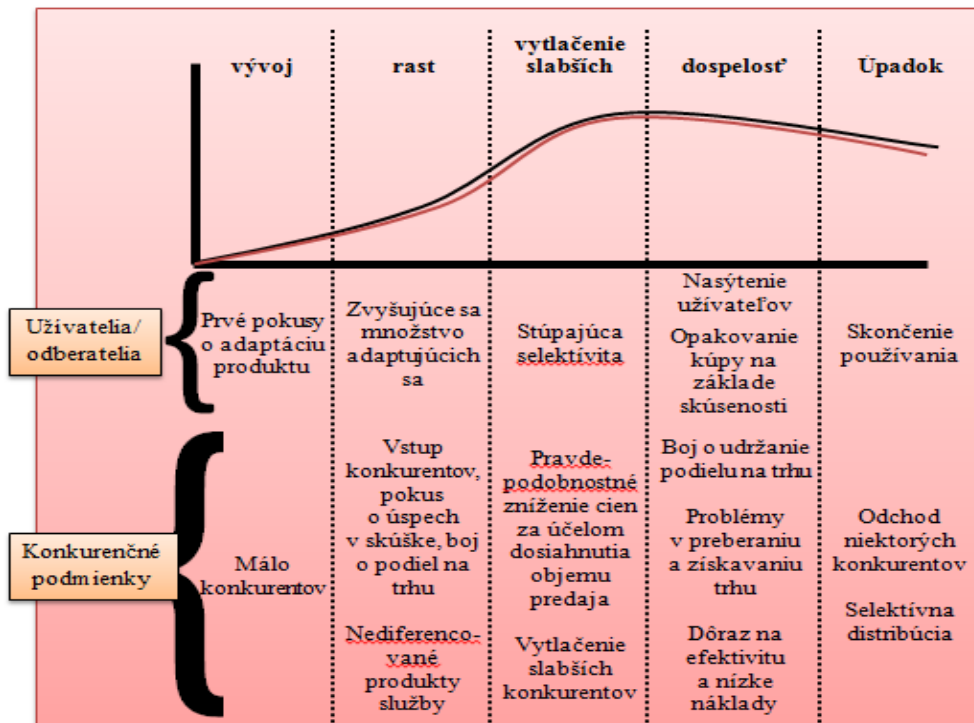 vývoj
rast
vytlačenie
slabších
dospelosť
Úpadok
Užívatelia/
odberatelia
Prvé pokusy
o adaptáciu
produktu
Zvyšujúce sa
množstvo
adaptujúcich
sa
Stúpajúca
selektívita
Nasýtenie
užívateľov
Opakovanie
kúpy na
základe
skúsenosti
Skončenie
používania
Konkurenčné
podmienky
Málo
konkurentov
Vstup
konkurentov,
pokus
o úspech
v skúške, boj
o podiel na
trhu
Nediferenco-
vané
produkty
služby
Pravde-
podobnostné
zníženie cien
za účelom
dosiahnutia
objemu
predaja
Vytlačenie
slabších
konkurentov
Boj o udržanie
podielu na trhu
Problémy
v preberaniu
a získavaniu
trhu
Dôraz na
efektivitu
a nízke
náklady
Odchod
niektorých
konkurentov
Selektívna
distribúcia